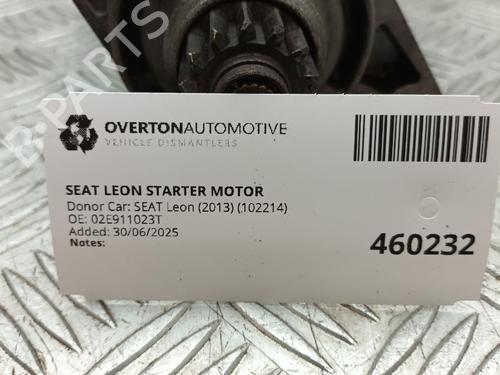 B-PARTS
OVERTONAUTOMOTIVE
VEHICLE DISMANTLERS
SEAT LEON STARTER MOTOR
Donor Car: SEAT Leon (2013) (102214)
OE: 02E911023T
Added: 30/06/2025
Notes:
460232